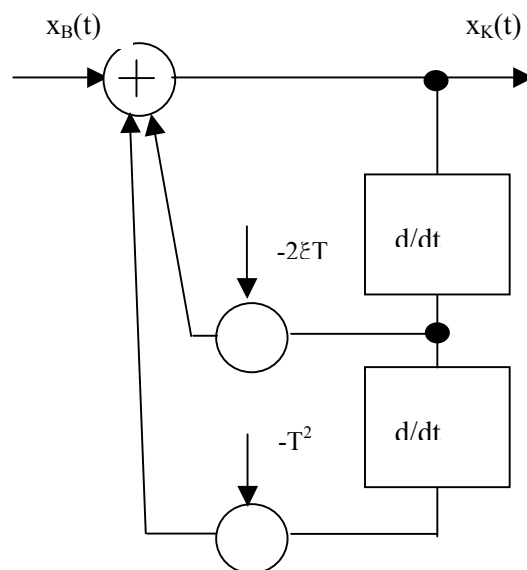 x_B(t)
x_K(t)
+
d/dt
-2ξT
d/dt
-T²